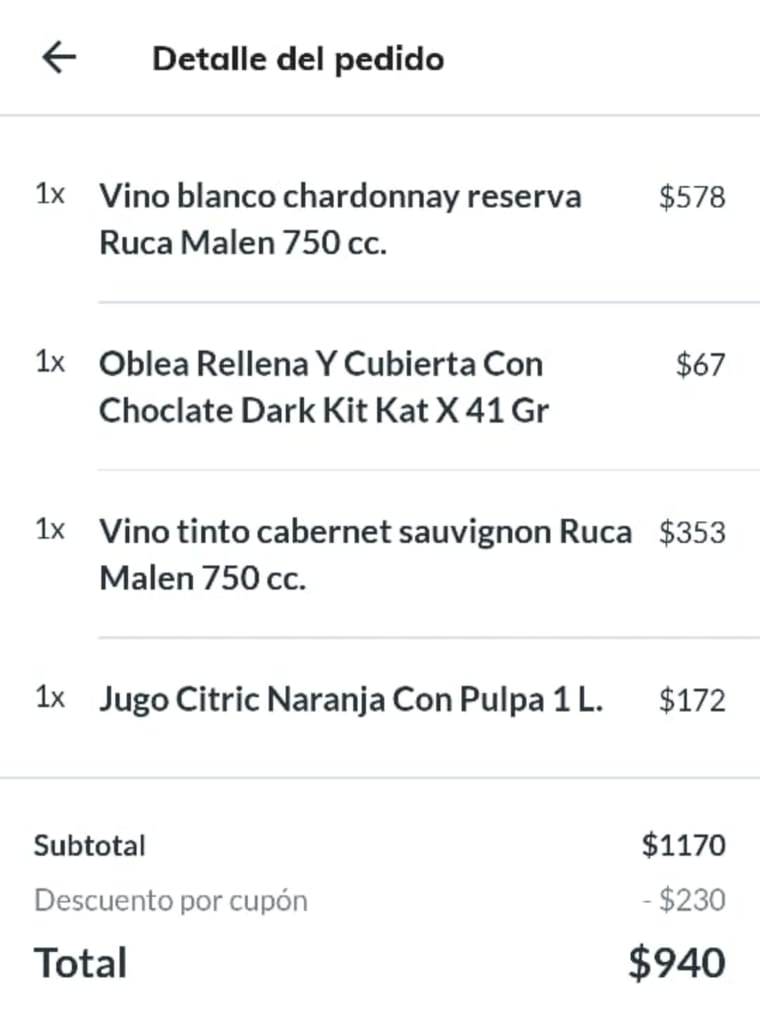 Detalle del pedido
1x Vino blanco chardonnay reserva $578
Ruca Malen 750 cc.
1x Oblea Rellena Y Cubierta Con $67
Choclate Dark Kit Kat X 41 Gr
1x Vino tinto cabernet sauvignon Ruca $353
Malen 750 cc.
1x Jugo Citric Naranja Con Pulpa 1 L. $172
Subtotal $1170
Descuento por cupón - $230
Total $940